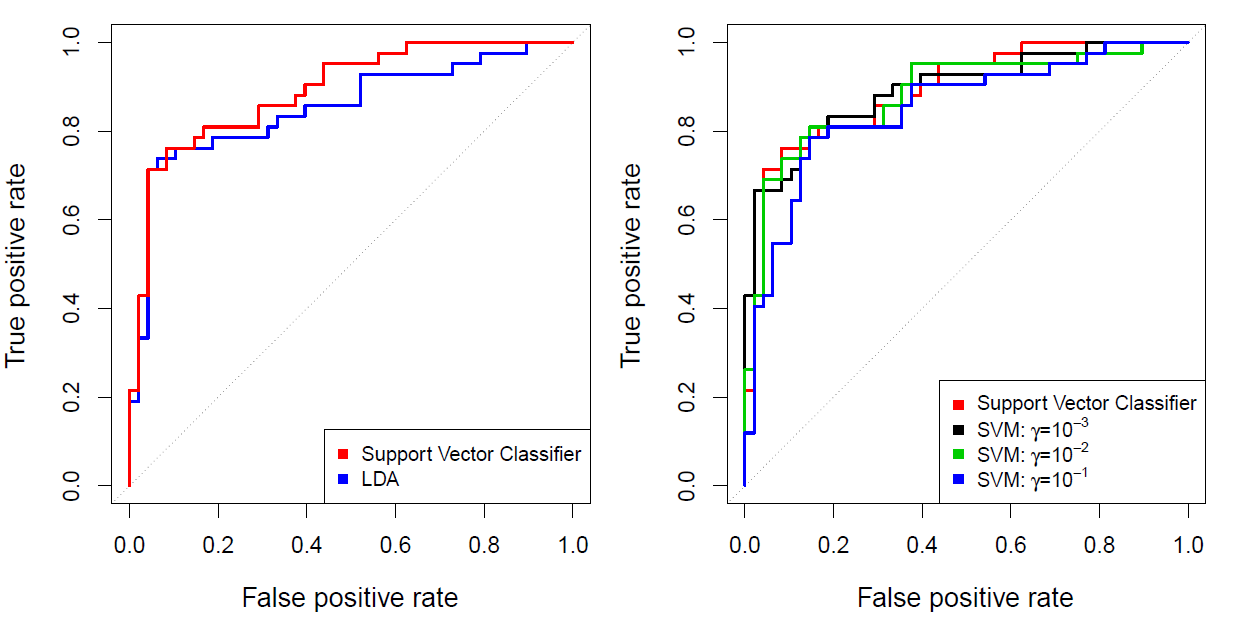 True positive rate
1.0
0.8
0.6
0.4
0.2
0.0
Support Vector Classifier
LDA
0.0 0.2 0.4 0.6 0.8 1.0
False positive rate
True positive rate
1.0
0.8
0.6
0.4
0.2
0.0
Support Vector Classifier
SVM: γ=10⁻³
SVM: γ=10⁻²
SVM: γ=10⁻¹
0.0 0.2 0.4 0.6 0.8 1.0
False positive rate